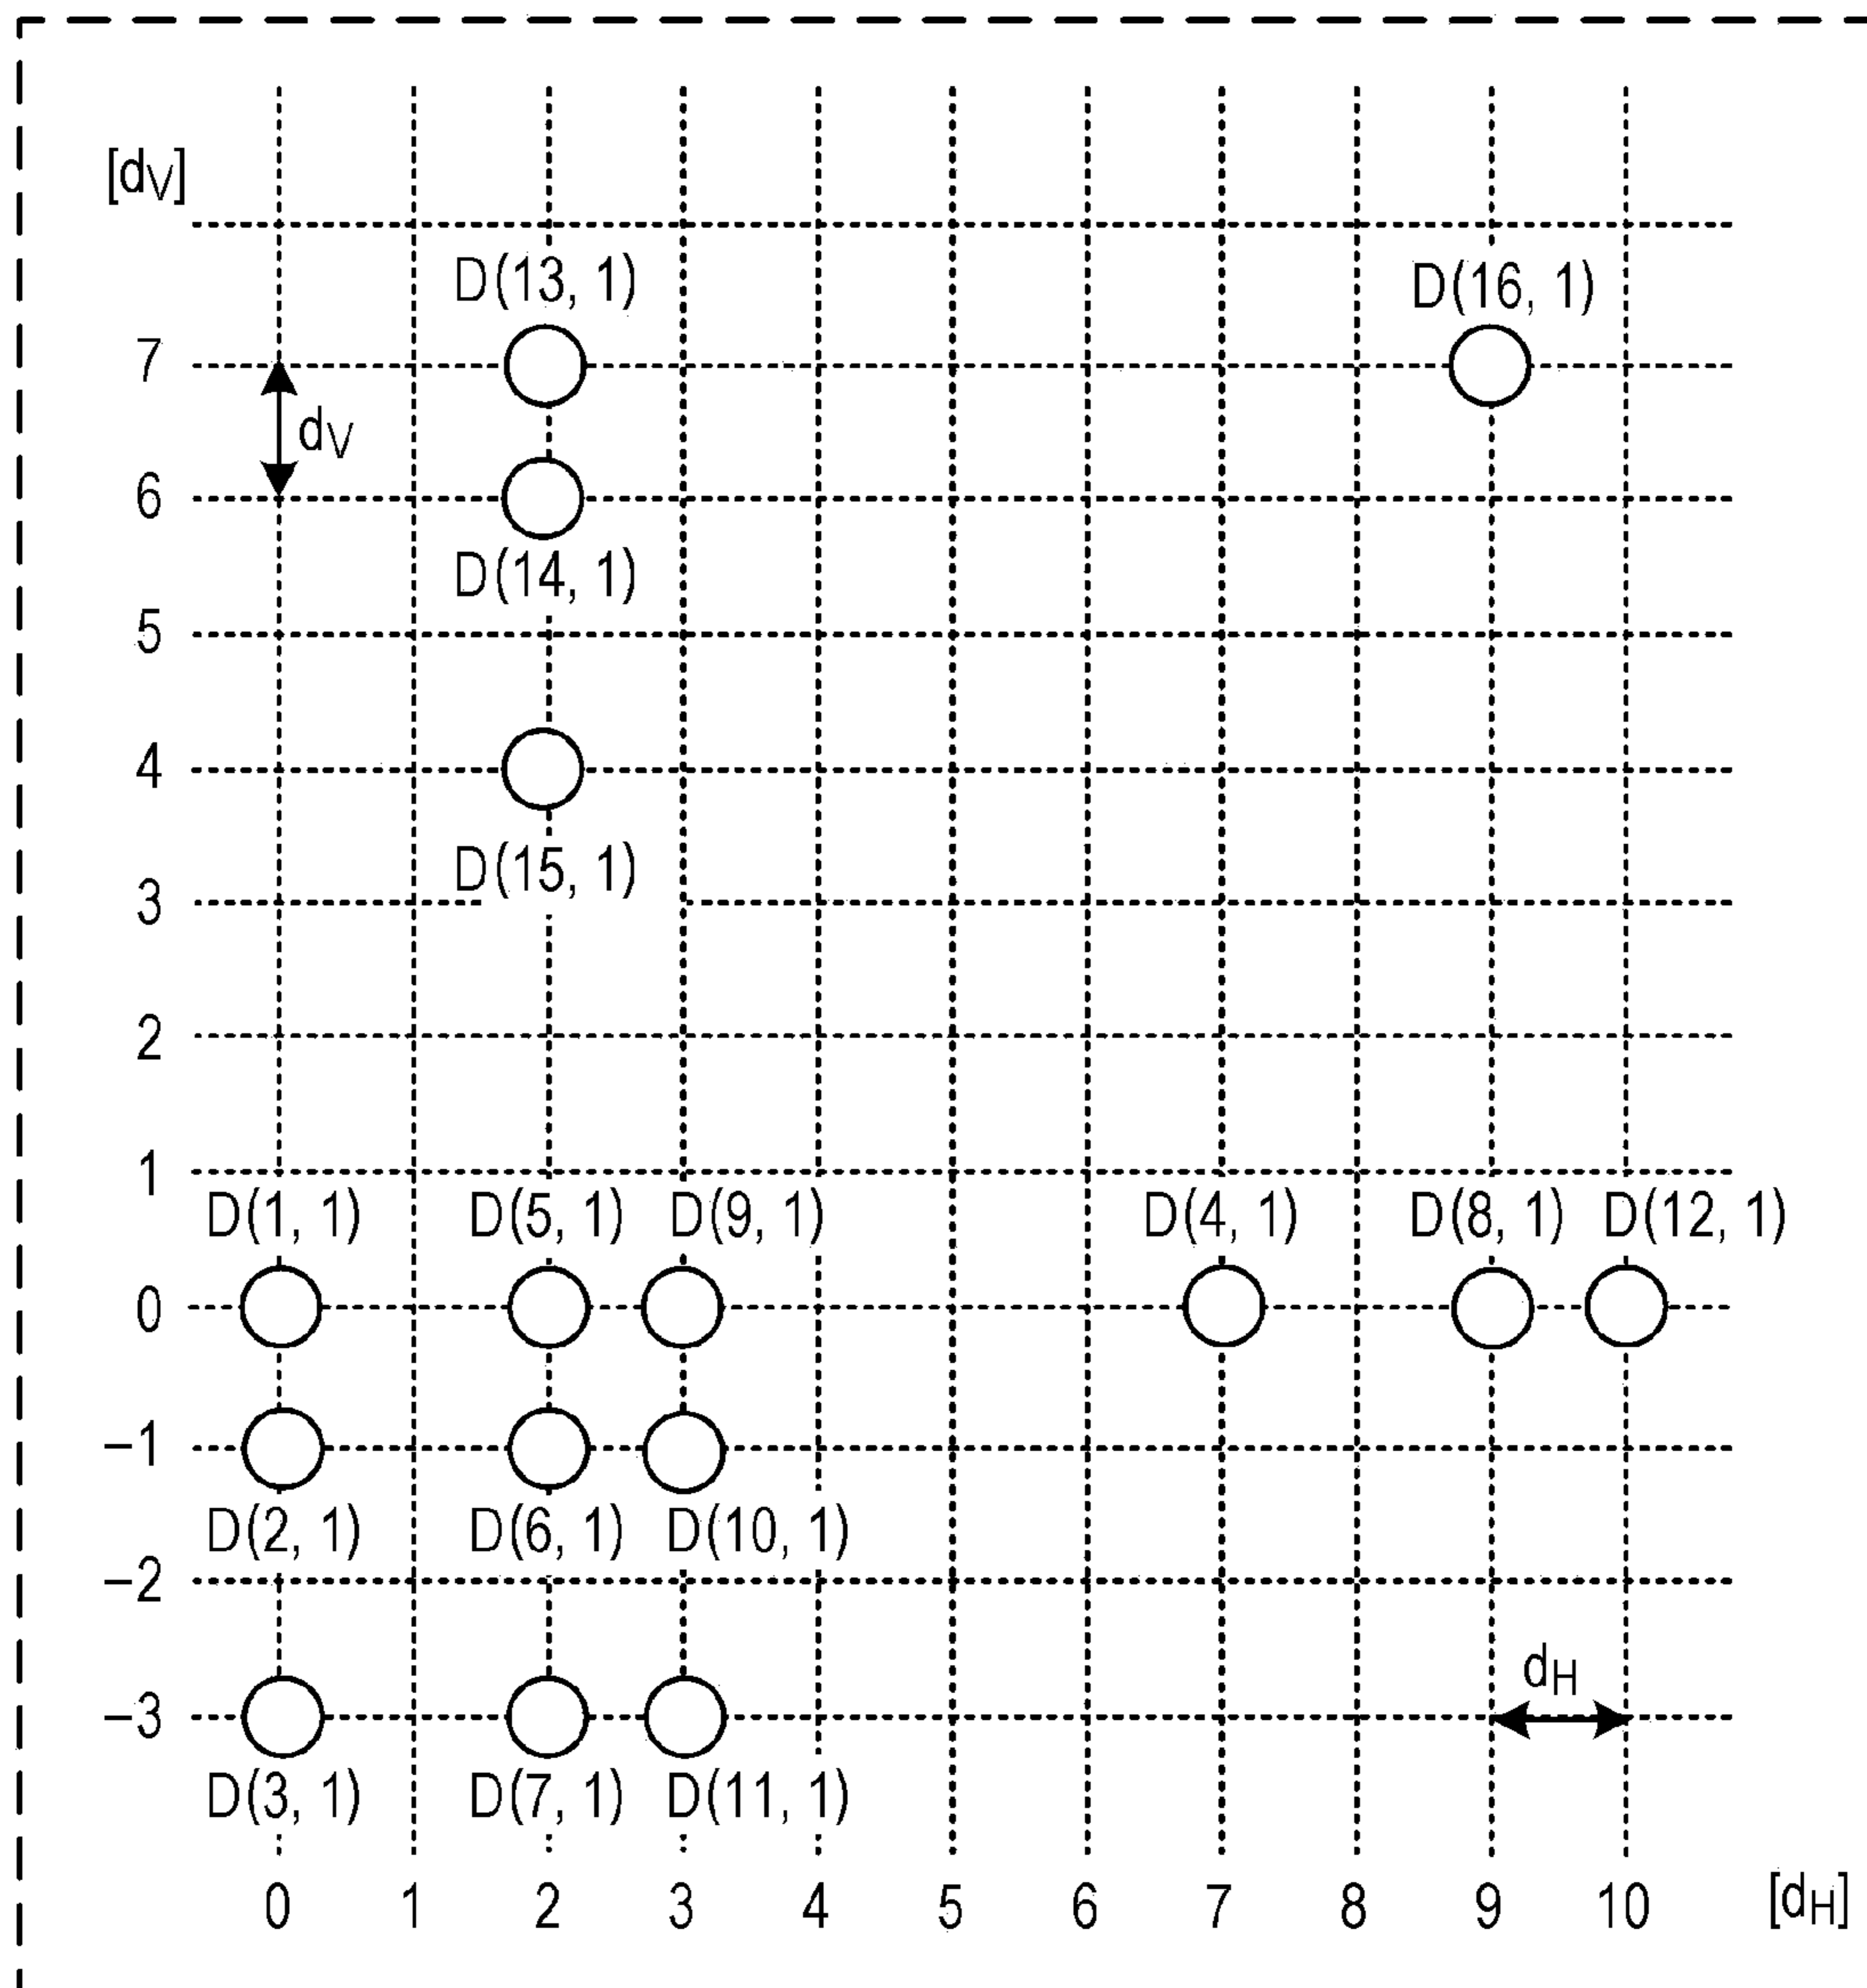 [dV]
D(13, 1) D(16, 1)
7
dV
6
D(14, 1)
5
4
D(15, 1)
3
2
1
D(1, 1) D(5, 1) D(9, 1) D(4, 1) D(8, 1) D(12, 1)
0
−1
D(2, 1) D(6, 1) D(10, 1)
−2
dH
−3
D(3, 1) D(7, 1) D(11, 1)
0 1 2 3 4 5 6 7 8 9 10 [dH]